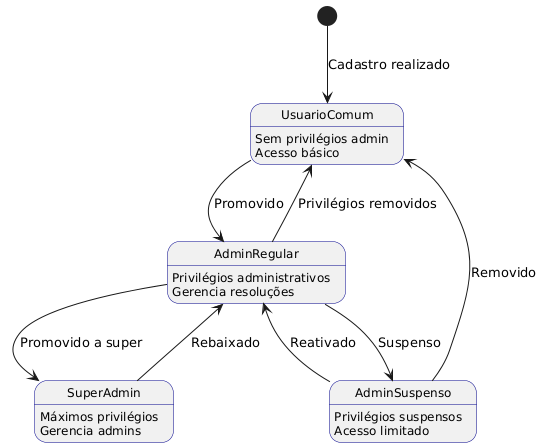 Cadastro realizado
UsuarioComum
Sem privilégios admin
Acesso básico
Promovido
Privilégios removidos
AdminRegular
Privilégios administrativos
Gerencia resoluções
Removido
Promovido a super
Rebaixado
Reativado
Suspenso
SuperAdmin
Máximos privilégios
Gerencia admins
AdminSuspenso
Privilégios suspensos
Acesso limitado